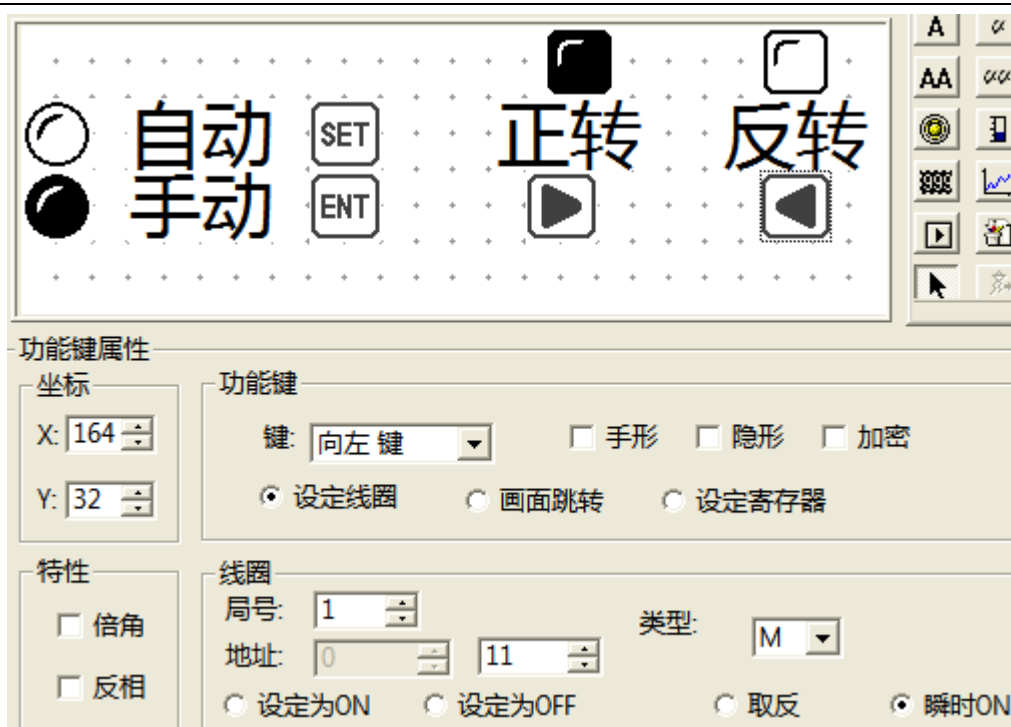 A
AA
自动 SET 正转 反转
手动 ENT
功能键属性
坐标
X: 164
Y: 32
功能键
键: 向左 键 手形 隐形 加密
设定线圈 画面跳转 设定寄存器
特性
倍角
反相
线圈
局号: 1
地址: 0 11
类型: M
设定为ON 设定为OFF 取反 瞬时ON